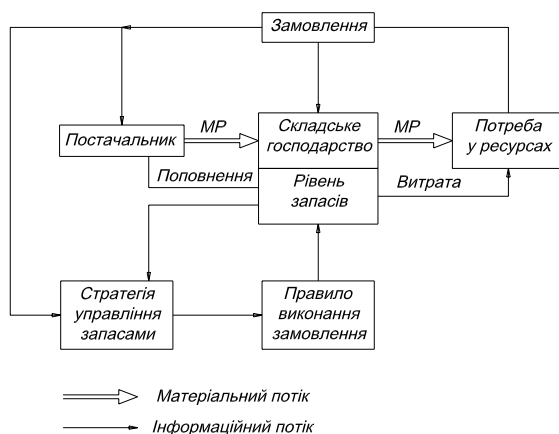 Замовлення
Постачальник
МР
Складське
господарство
МР
Потреба
у ресурсах
Поповнення
Рівень
запасів
Витрата
Стратегія
управління
запасами
Правило
виконання
замовлення
Матеріальний потік
Інформаційний потік